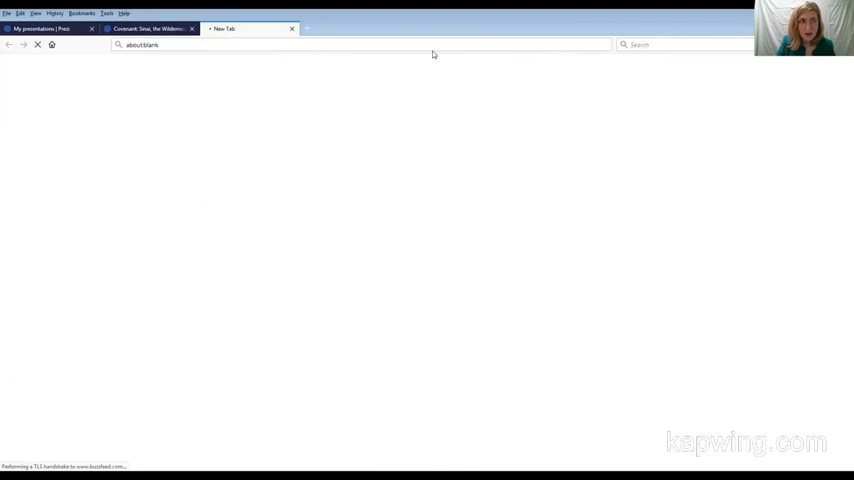 File Edit View History Bookmarks Tools Help
My presentations | Prezi Covenant: Sinai, the Wilderne New Tab
about:blank Search
kapwing.com
Performing a TLS handshake to www.buzzfeed.com...